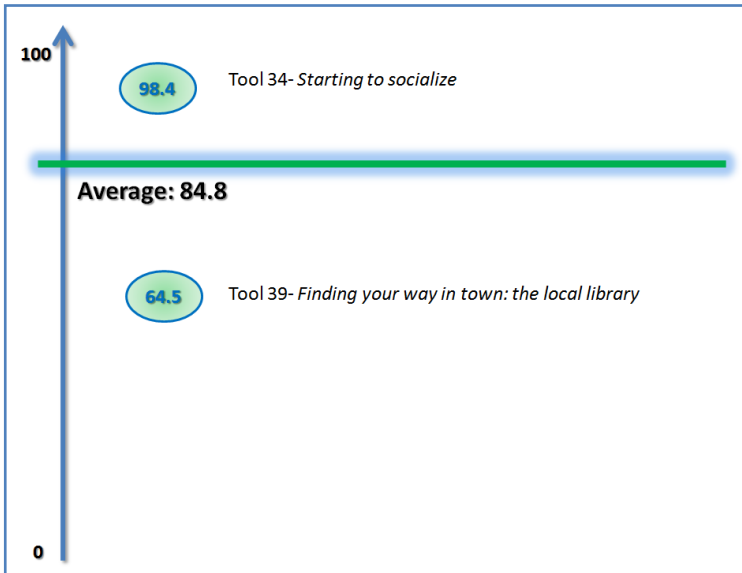 100
98.4
Tool 34- Starting to socialize
Average: 84.8
64.5
Tool 39- Finding your way in town: the local library
0